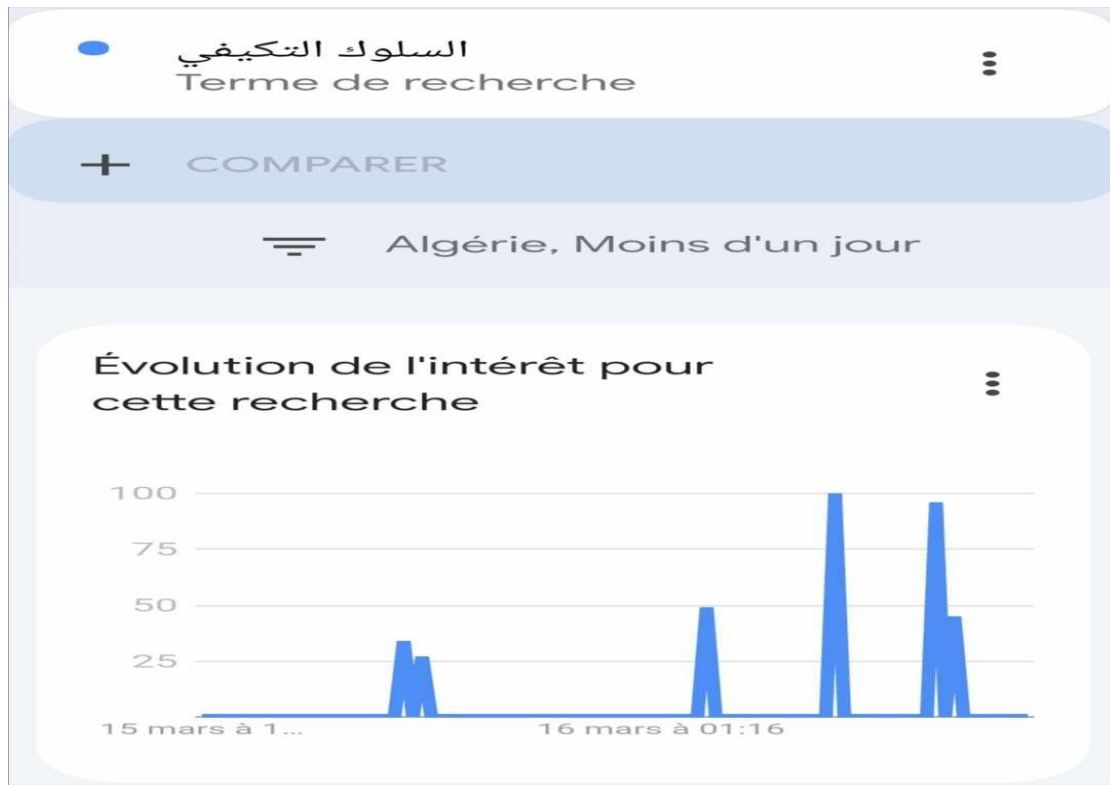 السلوك التكيفي
Terme de recherche
COMPARER
Algérie, Moins d'un jour
Évolution de l'intérêt pour
cette recherche
100
75
50
25
15 mars à 1...
16 mars à 01:16